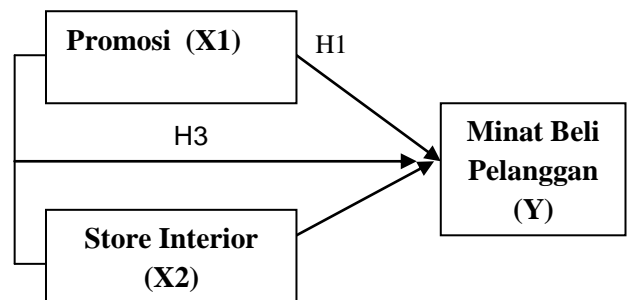 Promosi (X1)
H1
H3
Minat Beli
Pelanggan
(Y)
Store Interior
(X2)